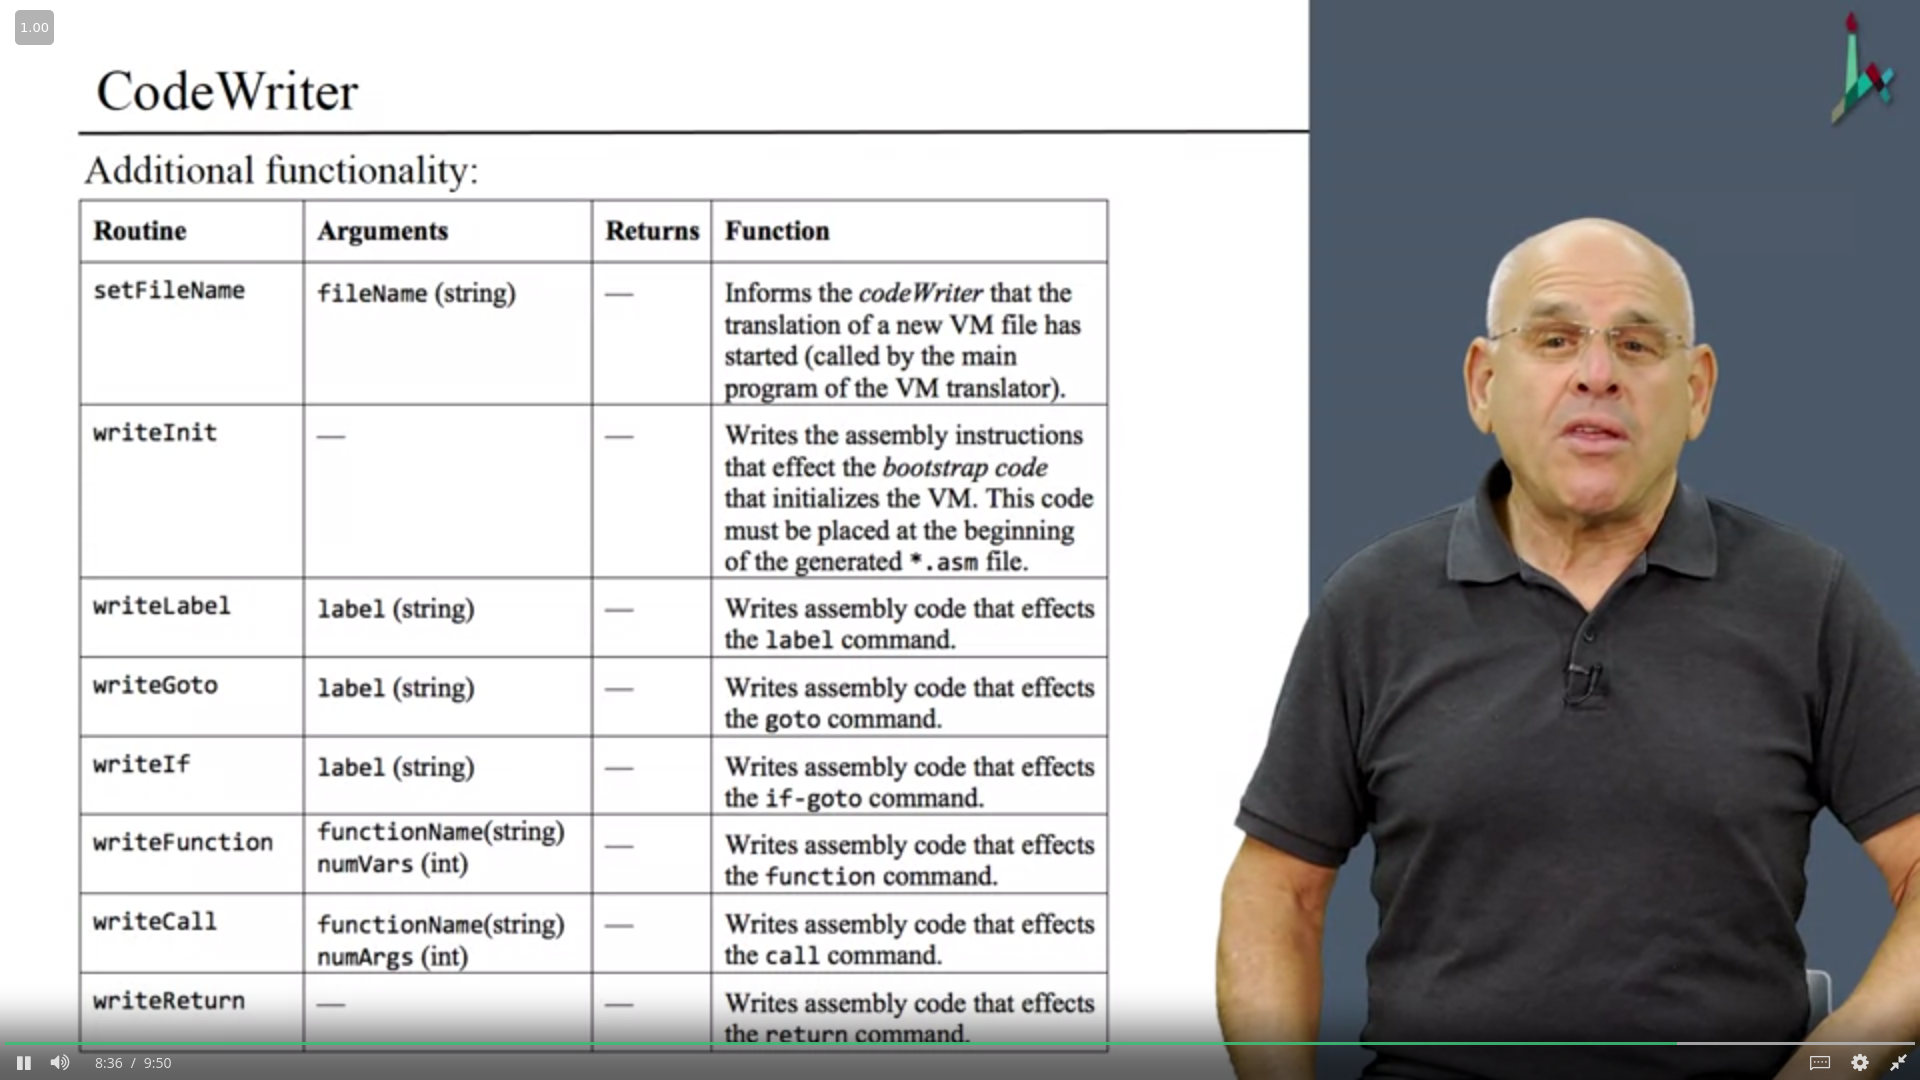 1.00
CodeWriter
Additional functionality:
Routine Arguments Returns Function
setFileName fileName (string) — Informs the codeWriter that the
translation of a new VM file has
started (called by the main
program of the VM translator).
writeInit — — Writes the assembly instructions
that effect the bootstrap code
that initializes the VM. This code
must be placed at the beginning
of the generated *.asm file.
writeLabel label (string) — Writes assembly code that effects
the label command.
writeGoto label (string) — Writes assembly code that effects
the goto command.
writeIf label (string) — Writes assembly code that effects
the if-goto command.
writeFunction functionName(string) — Writes assembly code that effects
numVars (int) the function command.
writeCall functionName(string) — Writes assembly code that effects
numArgs (int) the call command.
writeReturn — — Writes assembly code that effects
the return command.
8:36 / 9:50